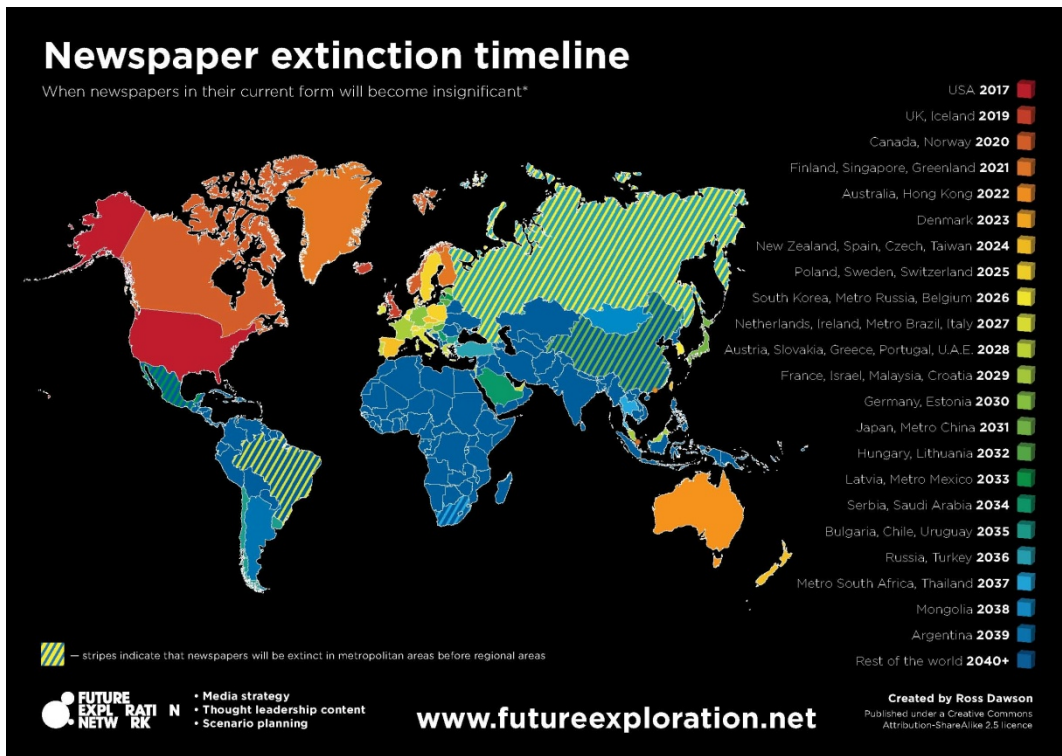 Newspaper extinction timeline
When newspapers in their current form will become insignificant*
USA 2017
UK, Iceland 2019
Canada, Norway 2020
Finland, Singapore, Greenland 2021
Australia, Hong Kong 2022
Denmark 2023
New Zealand, Spain, Czech, Taiwan 2024
Poland, Sweden, Switzerland 2025
South Korea, Metro Russia, Belgium 2026
Netherlands, Ireland, Metro Brazil, Italy 2027
Austria, Slovakia, Greece, Portugal, U.A.E. 2028
France, Israel, Malaysia, Croatia 2029
Germany, Estonia 2030
Japan, Metro China 2031
Hungary, Lithuania 2032
Latvia, Metro Mexico 2033
Serbia, Saudi Arabia 2034
Bulgaria, Chile, Uruguay 2035
Russia, Turkey 2036
Metro South Africa, Thailand 2037
Mongolia 2038
Argentina 2039
Rest of the world 2040+
— stripes indicate that newspapers will be extinct in metropolitan areas before regional areas
FUTURE
EXPL RATI N
NETW RK
• Media strategy
• Thought leadership content
• Scenario planning
www.futureexploration.net
Created by Ross Dawson
Published under a Creative Commons
Attribution-ShareAlike 2.5 licence